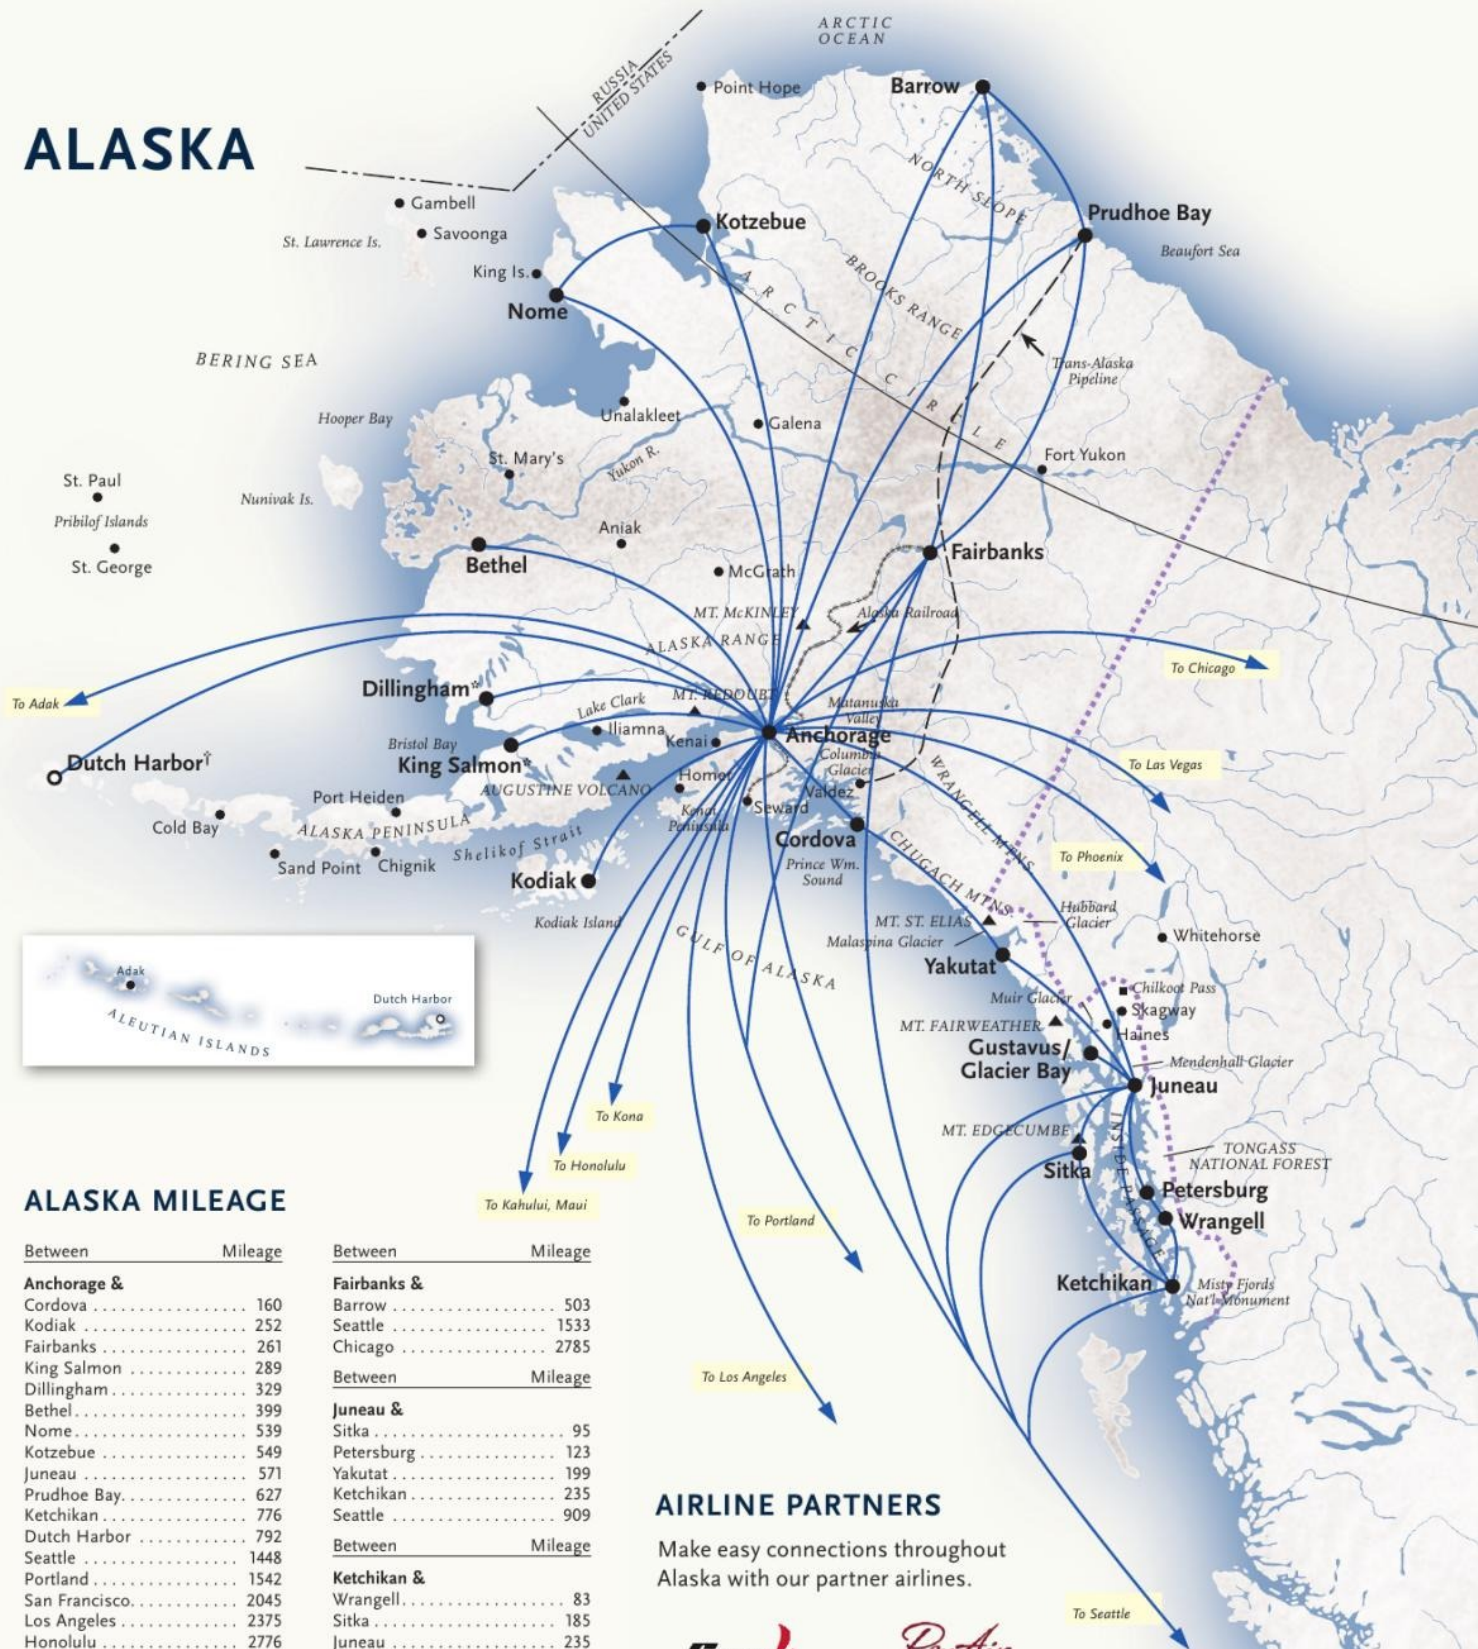 ARCTIC
OCEAN
RUSSIA
UNITED STATES
Point Hope
Barrow
ALASKA
NORTH SLOPE
Gambell
Savoonga
St. Lawrence Is.
Kotzebue
Prudhoe Bay
Beaufort Sea
King Is.
Nome
BROOKS RANGE
ARCTIC CIRCLE
BERING SEA
Trans-Alaska
Pipeline
Hooper Bay
Unalakleet
Galena
St. Mary's
Yukon R.
Fort Yukon
St. Paul
Nunivak Is.
Pribilof Islands
Aniak
St. George
Bethel
McGrath
Fairbanks
MT. McKINLEY
Alaska Railroad
ALASKA RANGE
To Chicago
Dillingham*
MT. REDOUBT
Lake Clark
Matanuska
Valley
To Adak
Iliamna
Kenai
Anchorage
Bristol Bay
King Salmon*
Columbia
Glacier
Dutch Harbor†
To Las Vegas
AUGUSTINE VOLCANO
Homer
Valdez
WRANGELL MTNS.
Port Heiden
Kenai
Peninsula
Seward
Cold Bay
ALASKA PENINSULA
Shelikof Strait
Cordova
CHUGACH MTNS.
To Phoenix
Sand Point
Chignik
Prince Wm.
Sound
Kodiak
Kodiak Island
GULF OF ALASKA
MT. ST. ELIAS
Hubbard
Glacier
Malaspina Glacier
Whitehorse
Yakutat
Adak
Dutch Harbor
ALEUTIAN ISLANDS
Muir Glacier
Chilkoot Pass
Skagway
MT. FAIRWEATHER
Haines
Gustavus/
Glacier Bay
Mendenhall Glacier
Juneau
To Kona
MT. EDGECUMBE
INSIDE PASSAGE
TONGASS
NATIONAL FOREST
To Honolulu
Sitka
Petersburg
To Kahului, Maui
To Portland
Wrangell
Ketchikan
Misty Fjords
Nat'l Monument
To Los Angeles
To Seattle
ALASKA MILEAGE
Between Mileage
Anchorage &
Cordova ................. 160
Kodiak ................. 252
Fairbanks ............... 261
King Salmon ............ 289
Dillingham .............. 329
Bethel ................... 399
Nome ................... 539
Kotzebue ............... 549
Juneau ................. 571
Prudhoe Bay ............. 627
Ketchikan ............... 776
Dutch Harbor ........... 792
Seattle ................ 1448
Portland ............... 1542
San Francisco ........... 2045
Los Angeles ............ 2375
Honolulu .............. 2776
Between Mileage
Fairbanks &
Barrow .................. 503
Seattle ................. 1533
Chicago ................ 2785
Between Mileage
Juneau &
Sitka ..................... 95
Petersburg ............... 123
Yakutat .................. 199
Ketchikan ................ 235
Seattle .................. 909
Between Mileage
Ketchikan &
Wrangell .................. 83
Sitka .................... 185
Juneau .................. 235
AIRLINE PARTNERS
Make easy connections throughout
Alaska with our partner airlines.